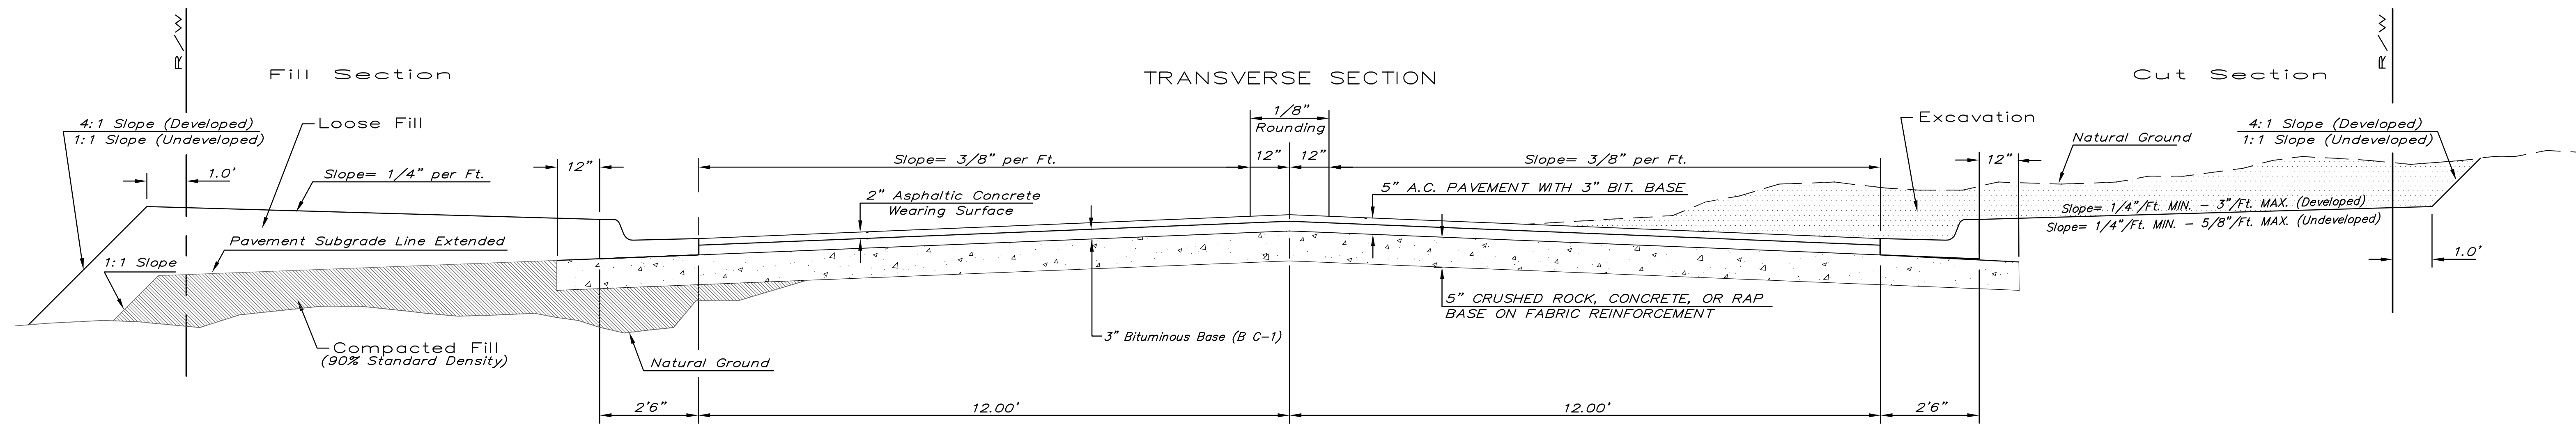 R/W
Fill Section
TRANSVERSE SECTION
Cut Section
R/W
4:1 Slope (Developed)
1:1 Slope (Undeveloped)
Loose Fill
1.0'
Slope= 1/4" per Ft.
12"
Slope= 3/8" per Ft.
1/8"
Rounding
12"
12"
Slope= 3/8" per Ft.
Excavation
Natural Ground
4:1 Slope (Developed)
1:1 Slope (Undeveloped)
12"
2" Asphaltic Concrete
Wearing Surface
5" A.C. PAVEMENT WITH 3" BIT. BASE
Slope= 1/4"/Ft. MIN. - 3"/Ft. MAX. (Developed)
Slope= 1/4"/Ft. MIN. - 5/8"/Ft. MAX. (Undeveloped)
Pavement Subgrade Line Extended
1:1 Slope
1.0'
5" CRUSHED ROCK, CONCRETE, OR RAP
BASE ON FABRIC REINFORCEMENT
3" Bituminous Base (B C-1)
Compacted Fill
(90% Standard Density)
Natural Ground
2'6"
12.00'
12.00'
2'6"